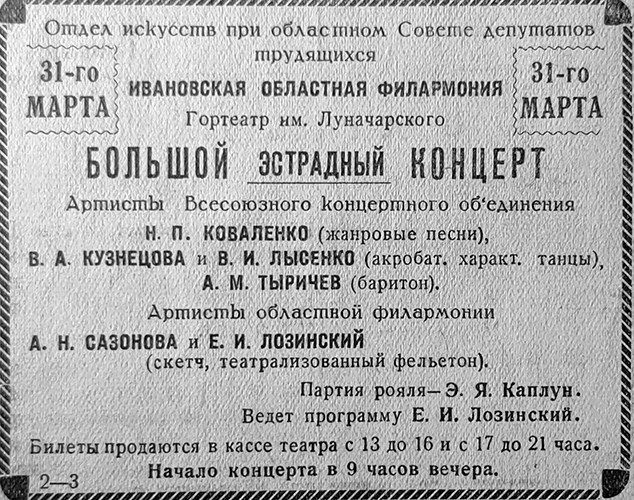 Отдел искусств при областном Совете депутатов
трудящихся
31-го
МАРТА
ИВАНОВСКАЯ ОБЛАСТНАЯ ФИЛАРМОНИЯ
Гортеатр им. Луначарского
31-го
МАРТА
БОЛЬШОЙ ЭСТРАДНЫЙ КОНЦЕРТ
Артисты Всесоюзного концертного об'единения
Н. П. КОВАЛЕНКО (жанровые песни),
В. А. КУЗНЕЦОВА и В. И. ЛЫСЕНКО (акробат. характ. танцы),
А. М. ТЫРИЧЕВ (баритон).
Артисты областной филармонии
А. Н. САЗОНОВА и Е. И. ЛОЗИНСКИЙ
(скетч, театрализованный фельетон).
Партия рояля—Э. Я. Каплун.
Ведет программу Е. И. Лозинский.
Билеты продаются в кассе театра с 13 до 16 и с 17 до 21 часа.
Начало концерта в 9 часов вечера.
2—3